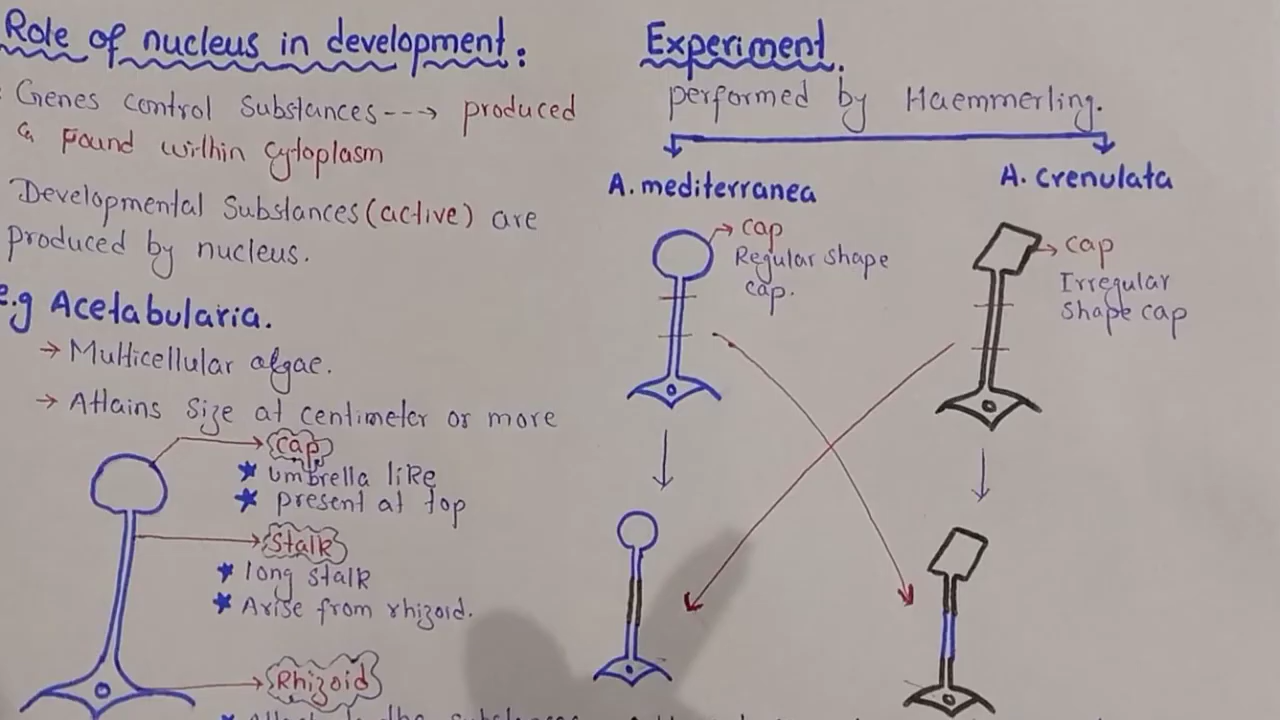 Role of nucleus in development:
Genes control substances ---→ produced
& Found within cytoplasm
Developmental Substances (active) are
produced by nucleus.
e.g Acetabularia.
→ Multicellular algae.
→ Attains size at centimeter or more
Cap
★ umbrella like
★ present at top
Stalk
★ long stalk
★ Arise from rhizoid.
Rhizoid
Experiment.
performed by Haemmerling.
A. mediterranea
cap
Regular shape
cap.
A. crenulata
cap
Irregular
Shape cap